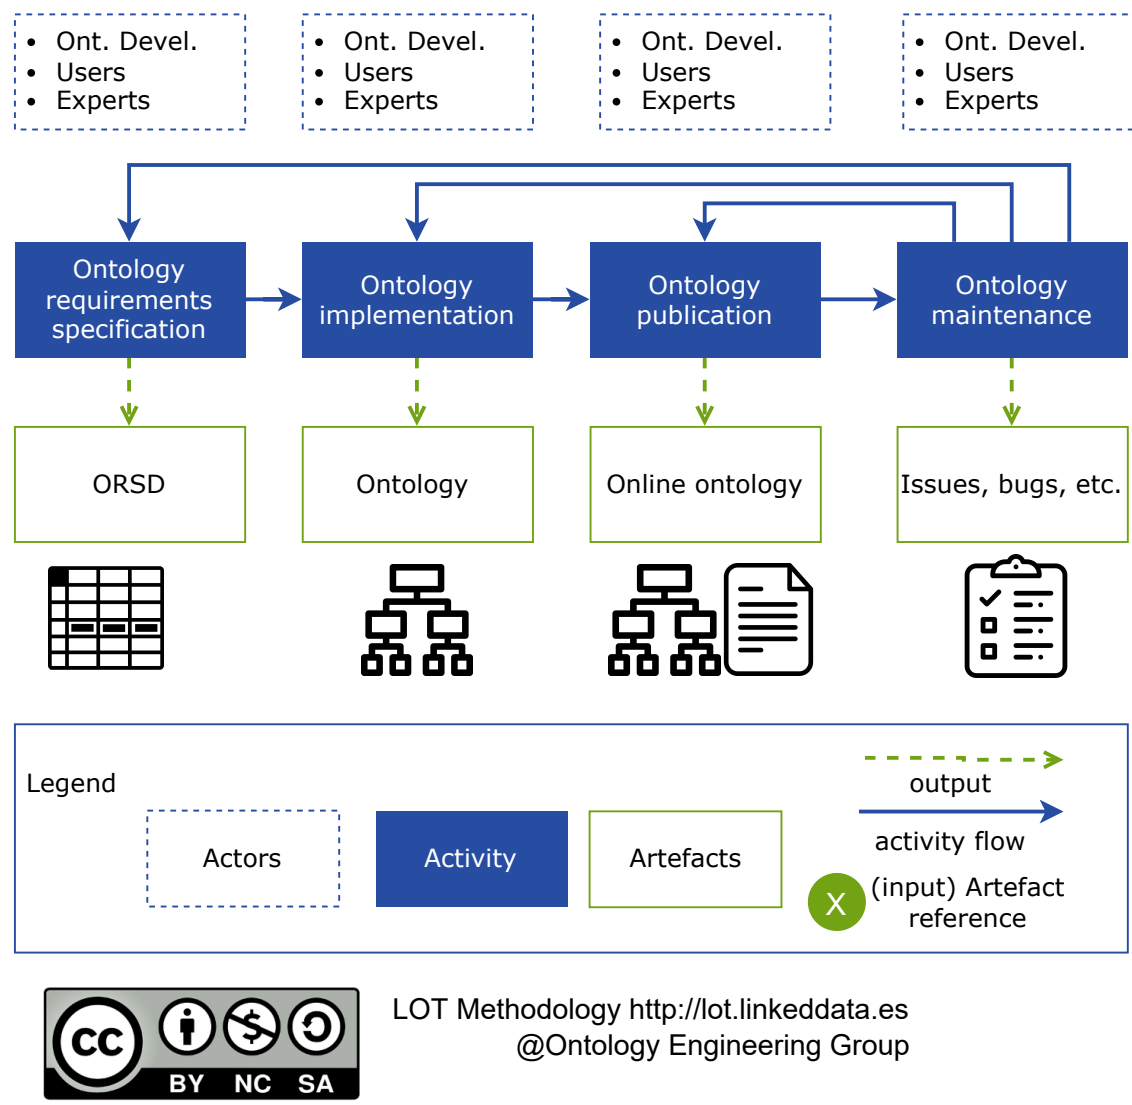 • Ont. Devel.
• Users
• Experts
• Ont. Devel.
• Users
• Experts
• Ont. Devel.
• Users
• Experts
• Ont. Devel.
• Users
• Experts
Ontology
requirements
specification
Ontology
implementation
Ontology
publication
Ontology
maintenance
ORSD
Ontology
Online ontology
Issues, bugs, etc.
Legend
Actors
Activity
Artefacts
output
activity flow
X
(input) Artefact
reference
cc
BY NC SA
LOT Methodology http://lot.linkeddata.es
@Ontology Engineering Group